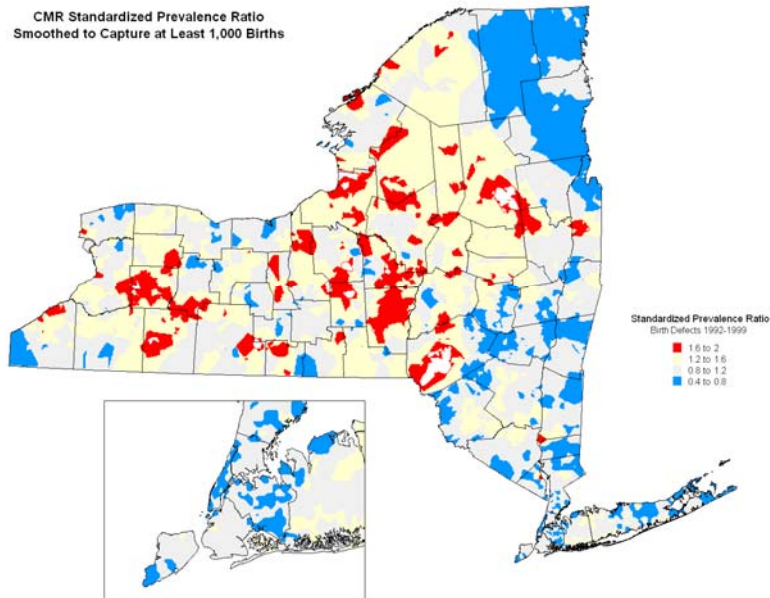 CMR Standardized Prevalence Ratio
Smoothed to Capture at Least 1,000 Births
Standardized Prevalence Ratio
Birth Defects 1992-1999
1.6 to 2
1.2 to 1.6
0.8 to 1.2
0.4 to 0.8